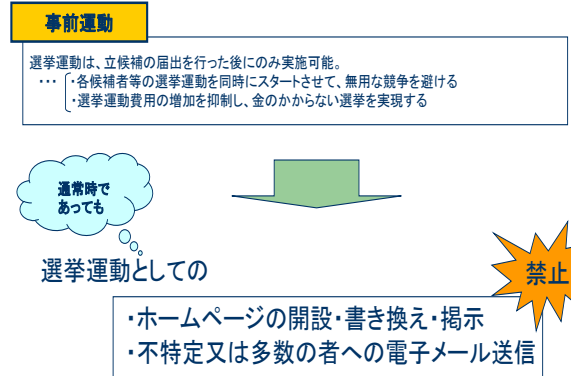 事前運動
選挙運動は、立候補の届出を行った後にのみ実施可能。
… ・各候補者等の選挙運動を同時にスタートさせて、無用な競争を避ける
・選挙運動費用の増加を抑制し、金のかからない選挙を実現する
通常時で
あっても
選挙運動としての
禁止
・ホームページの開設・書き換え・掲示
・不特定又は多数の者への電子メール送信